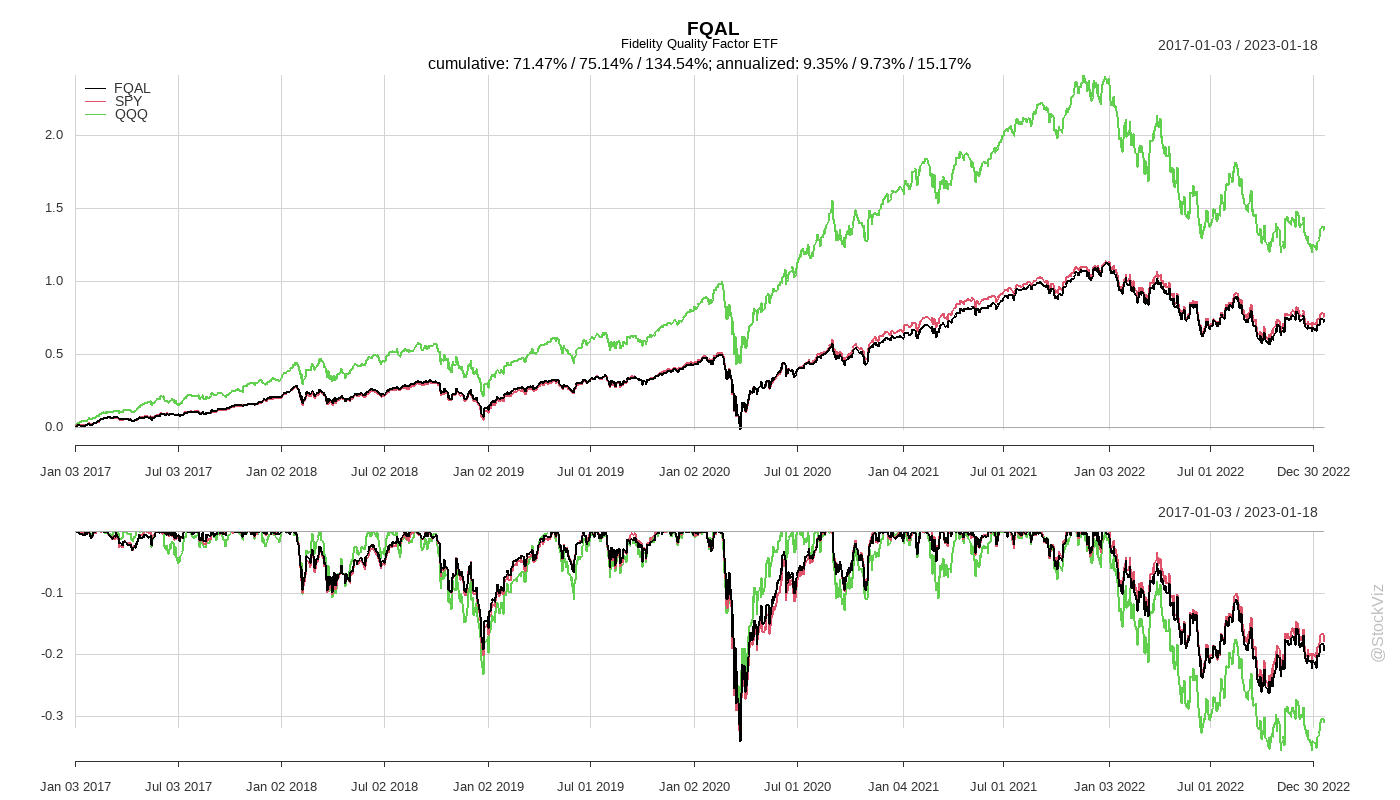 FQAL
Fidelity Quality Factor ETF
2017-01-03 / 2023-01-18
cumulative: 71.47% / 75.14% / 134.54%; annualized: 9.35% / 9.73% / 15.17%
FQAL
SPY
QQQ
2.0
1.5
1.0
0.5
0.0
Jan 03 2017 Jul 03 2017 Jan 02 2018 Jul 02 2018 Jan 02 2019 Jul 01 2019 Jan 02 2020 Jul 01 2020 Jan 04 2021 Jul 01 2021 Jan 03 2022 Jul 01 2022 Dec 30 2022
2017-01-03 / 2023-01-18
-0.1
-0.2
-0.3
Jan 03 2017 Jul 03 2017 Jan 02 2018 Jul 02 2018 Jan 02 2019 Jul 01 2019 Jan 02 2020 Jul 01 2020 Jan 04 2021 Jul 01 2021 Jan 03 2022 Jul 01 2022 Dec 30 2022
@StockViz